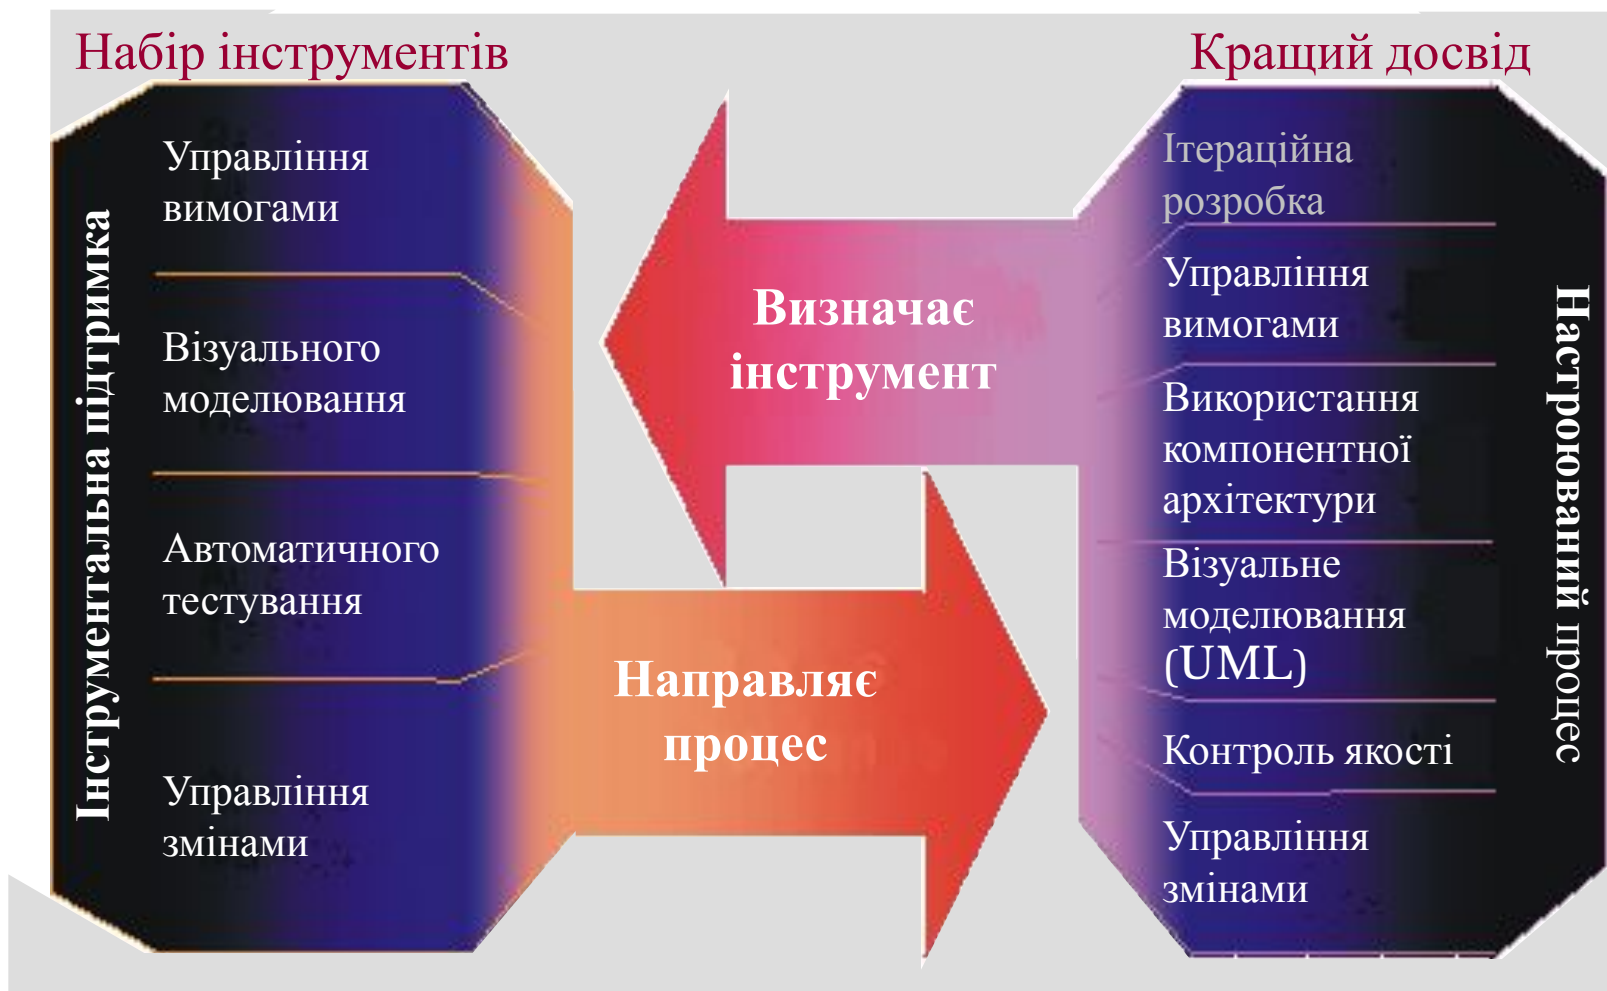 Набір інструментів
Кращий досвід
Інструментальна підтримка
Управління
вимогами
Візуального
моделювання
Автоматичного
тестування
Управління
змінами
Визначає
інструмент
Направляє
процес
Ітераційна
розробка
Управління
вимогами
Використання
компонентної
архітектури
Візуальне
моделювання
(UML)
Контроль якості
Управління
змінами
Настроюваний процес